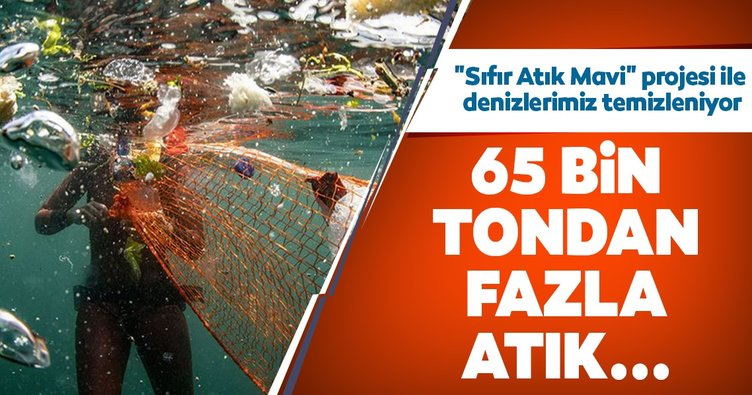 "Sıfır Atık Mavi" projesi ile
denizlerimiz temizleniyor
65 BİN
TONDAN
FAZLA
ATIK...